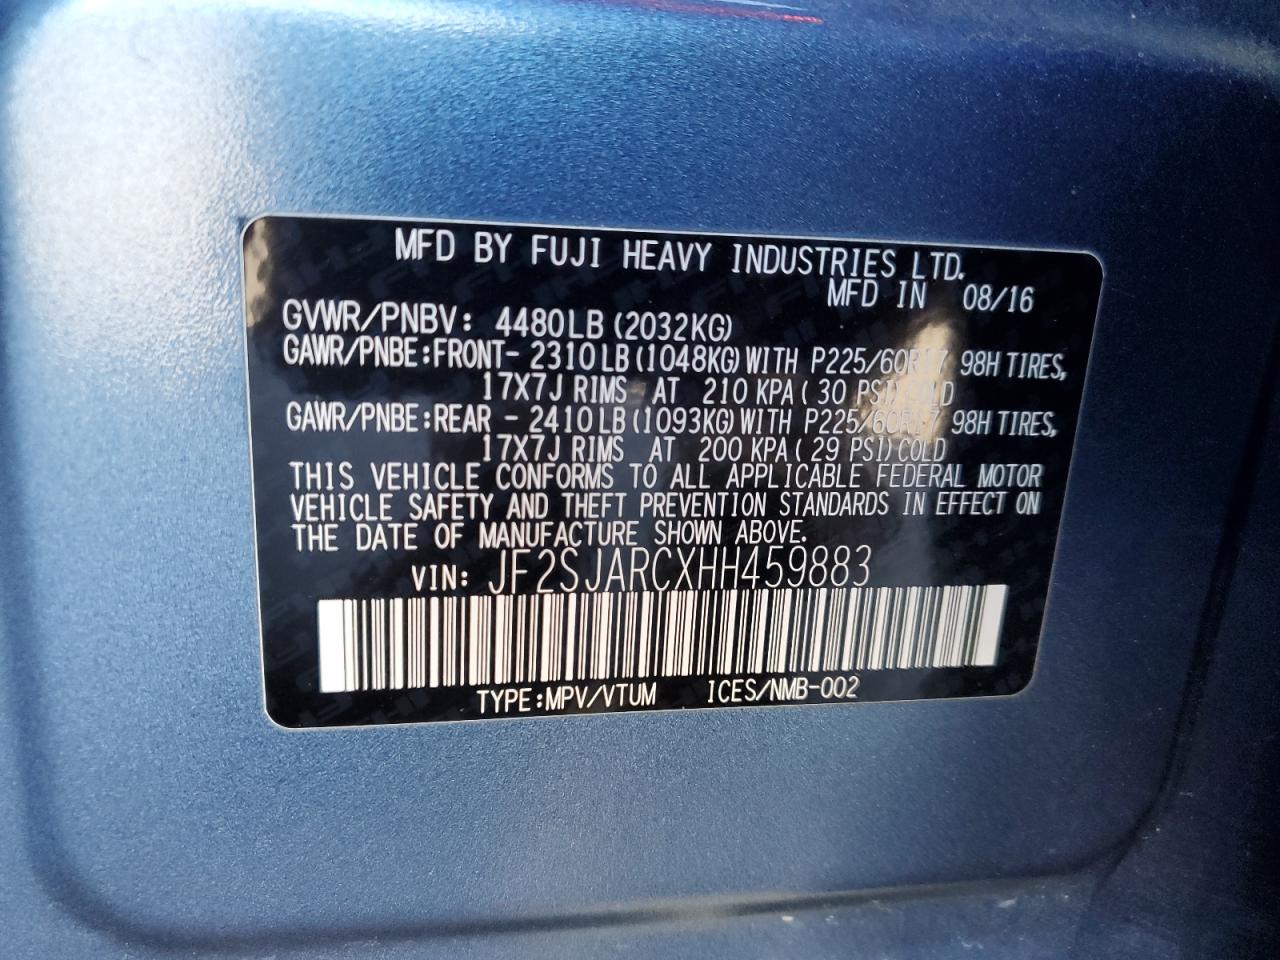 MFD BY FUJI HEAVY INDUSTRIES LTD.
MFD IN 08/16
GVWR/PNBV: 4480LB(2032KG)
GAWR/PNBE:FRONT- 2310LB(1048KG)WITH P225/60R17 98H TIRES,
17X7J RIMS AT 210 KPA(30 PSI)COLD
GAWR/PNBE:REAR - 2410LB(1093KG)WITH P225/60R17 98H TIRES,
17X7J RIMS AT 200 KPA(29 PSI)COLD
THIS VEHICLE CONFORMS TO ALL APPLICABLE FEDERAL MOTOR
VEHICLE SAFETY AND THEFT PREVENTION STANDARDS IN EFFECT ON
THE DATE OF MANUFACTURE SHOWN ABOVE.
VIN: JF2SJARCXHH459883
TYPE:MPV/VTUM ICES/NMB-002